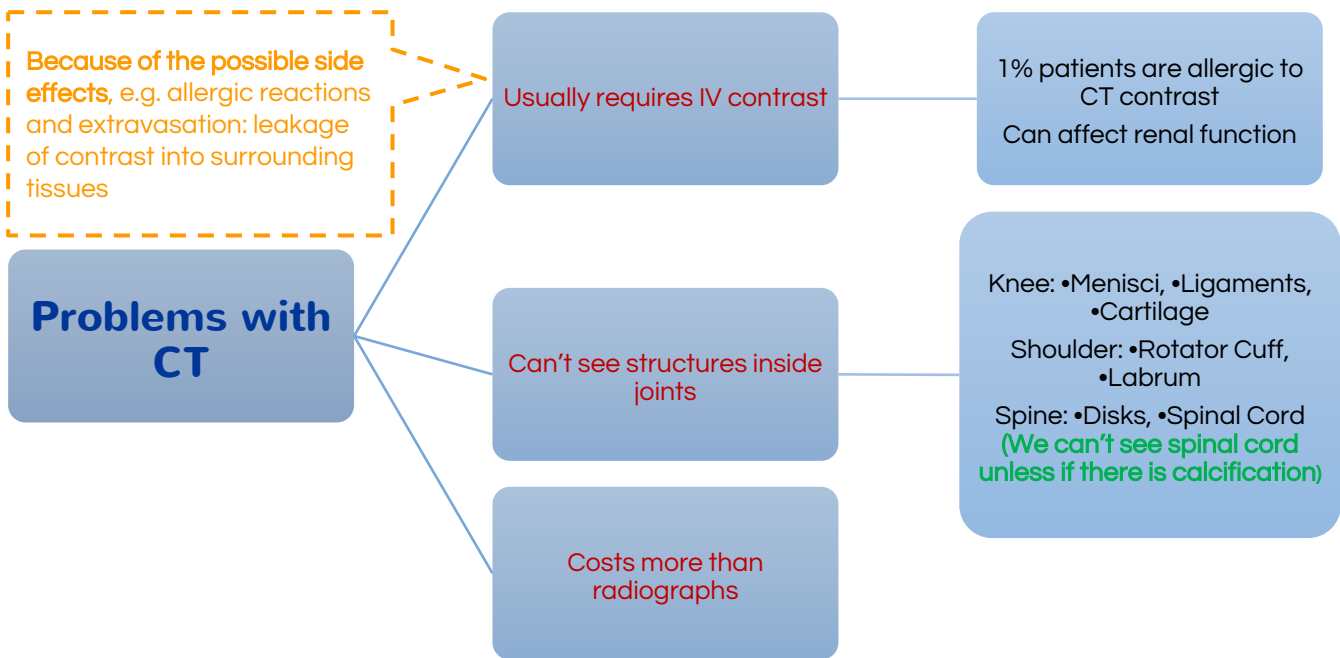 Because of the possible side
effects, e.g. allergic reactions
and extravasation: leakage
of contrast into surrounding
tissues
Problems with
CT
Usually requires IV contrast
1% patients are allergic to
CT contrast
Can affect renal function
Can’t see structures inside
joints
Knee: •Menisci, •Ligaments,
•Cartilage
Shoulder: •Rotator Cuff,
•Labrum
Spine: •Disks, •Spinal Cord
(We can’t see spinal cord
unless if there is calcification)
Costs more than
radiographs